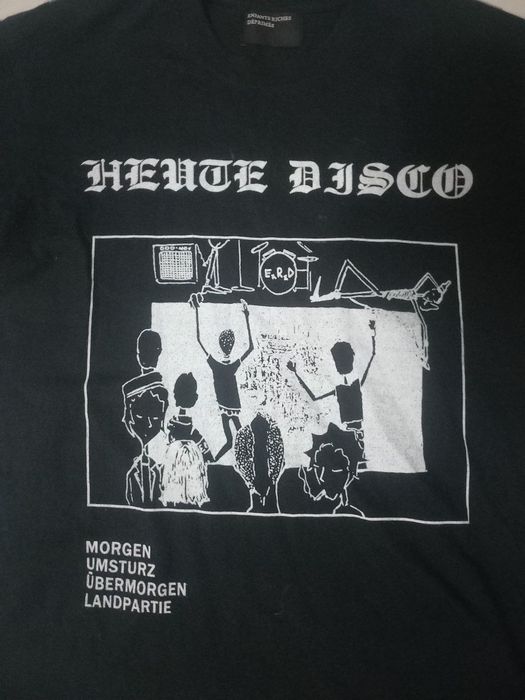 ENFANTS RICHES
DÉPRIMÉS
HEUTE DISCO
E.R.D
MORGEN
UMSTURZ
ÜBERMORGEN
LANDPARTIE